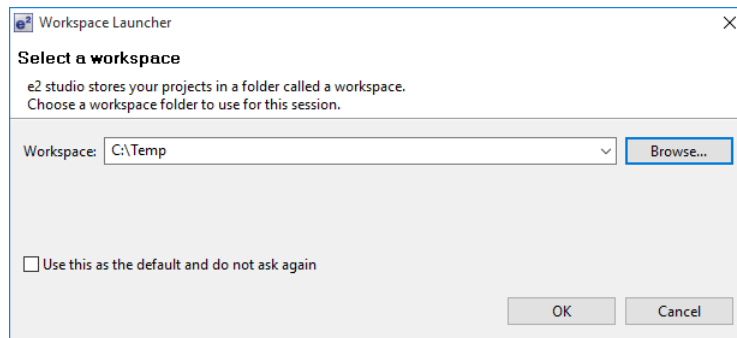 e² Workspace Launcher
Select a workspace
e2 studio stores your projects in a folder called a workspace.
Choose a workspace folder to use for this session.
Workspace: C:\Temp Browse...
Use this as the default and do not ask again
OK Cancel